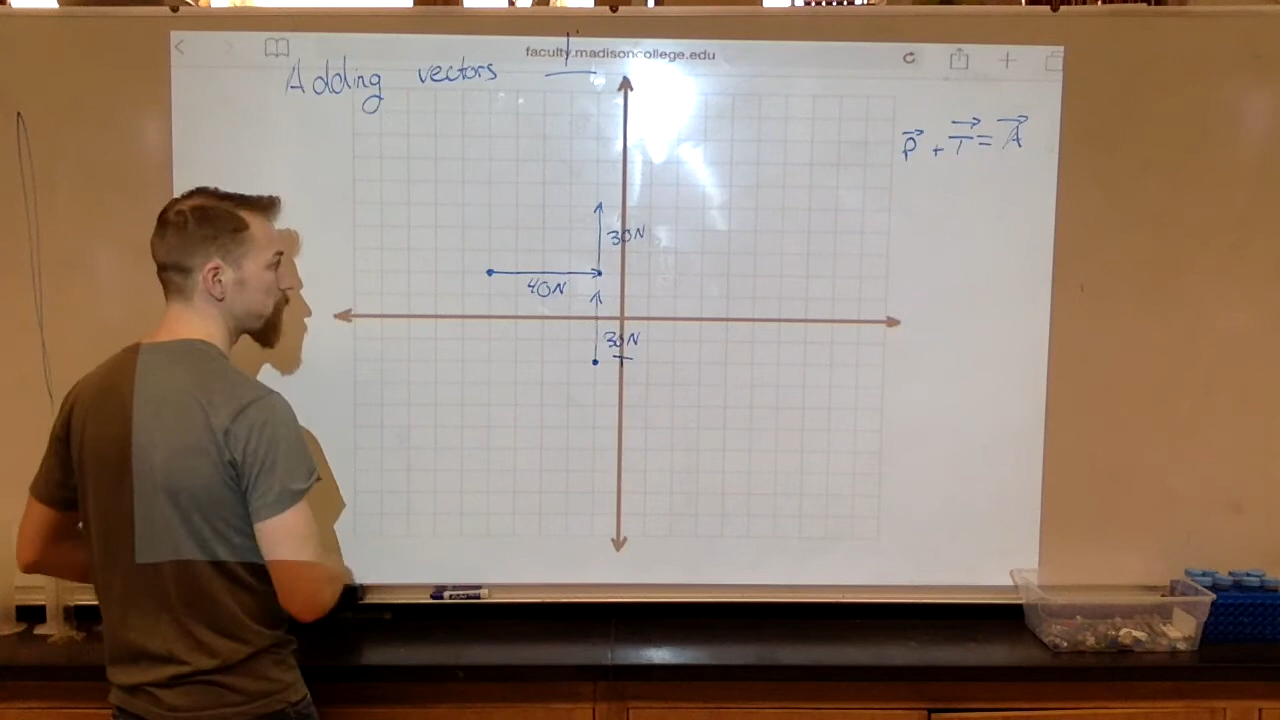 faculty.madisoncollege.edu
Adding vectors ⊥
P⃗ + T⃗ = A⃗
30N
40N
30N